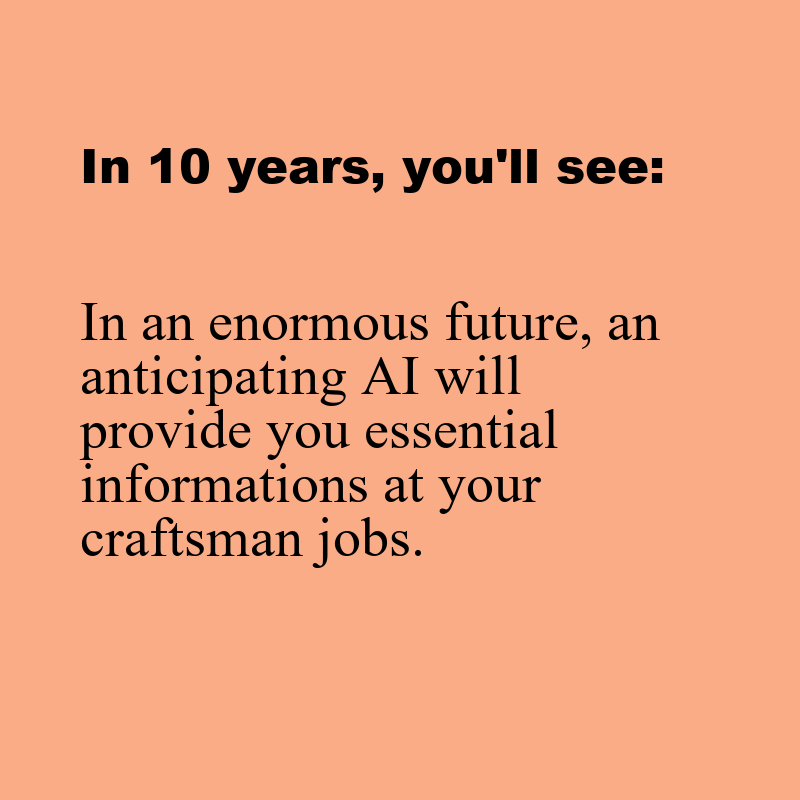 In 10 years, you'll see:
In an enormous future, an
anticipating AI will
provide you essential
informations at your
craftsman jobs.